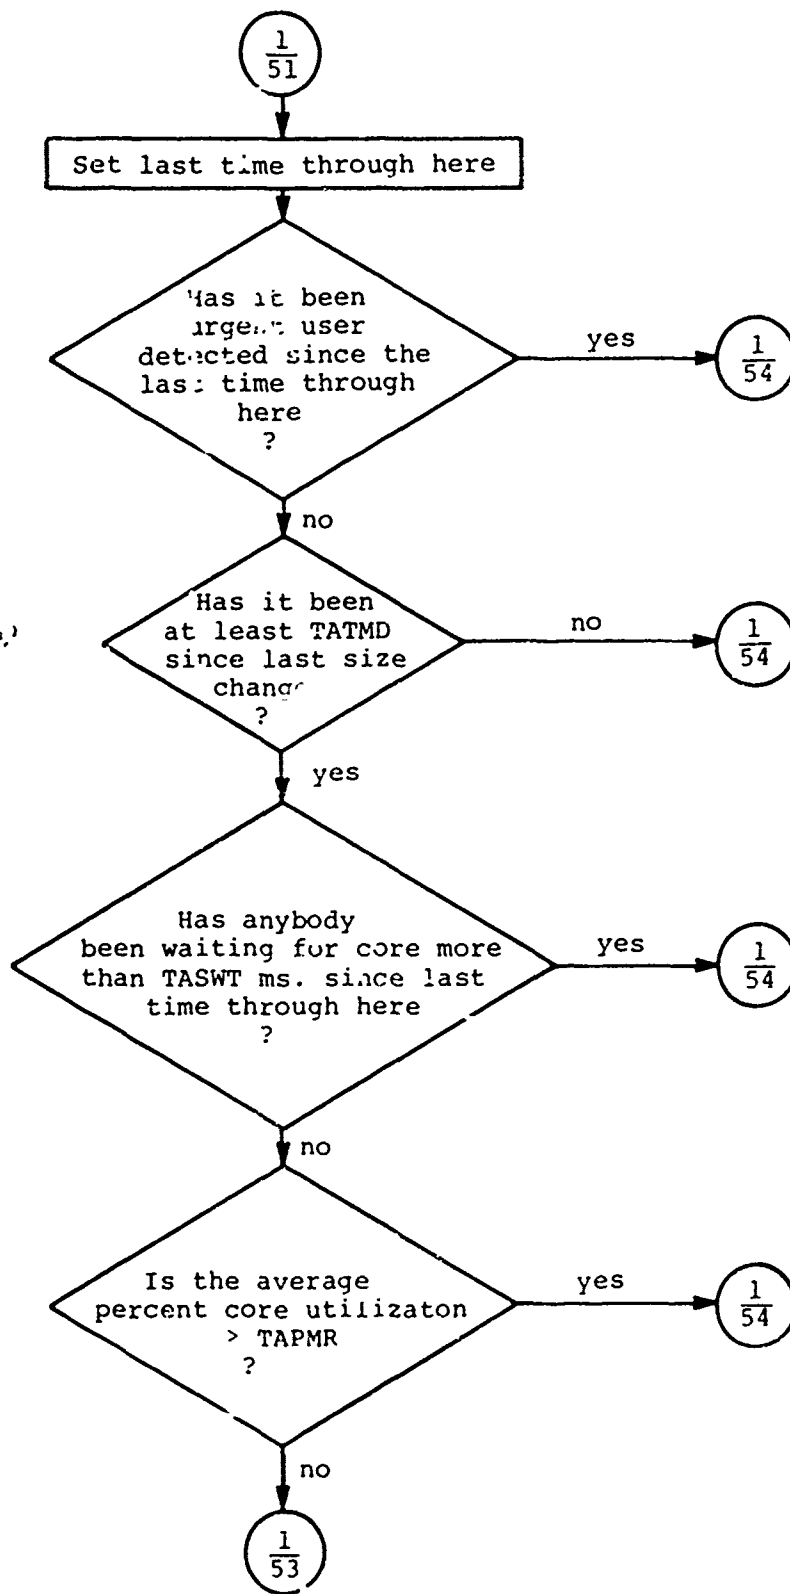 1
51
Set last time through here
Has it been
urgent user
detected since the
last time through
here
?
yes
1
54
no
Has it been
at least TATMD
since last size
change
?
no
1
54
yes
Has anybody
been waiting for core more
than TASWT ms. since last
time through here
?
yes
1
54
no
Is the average
percent core utilizaton
> TAPMR
?
yes
1
54
no
1
53